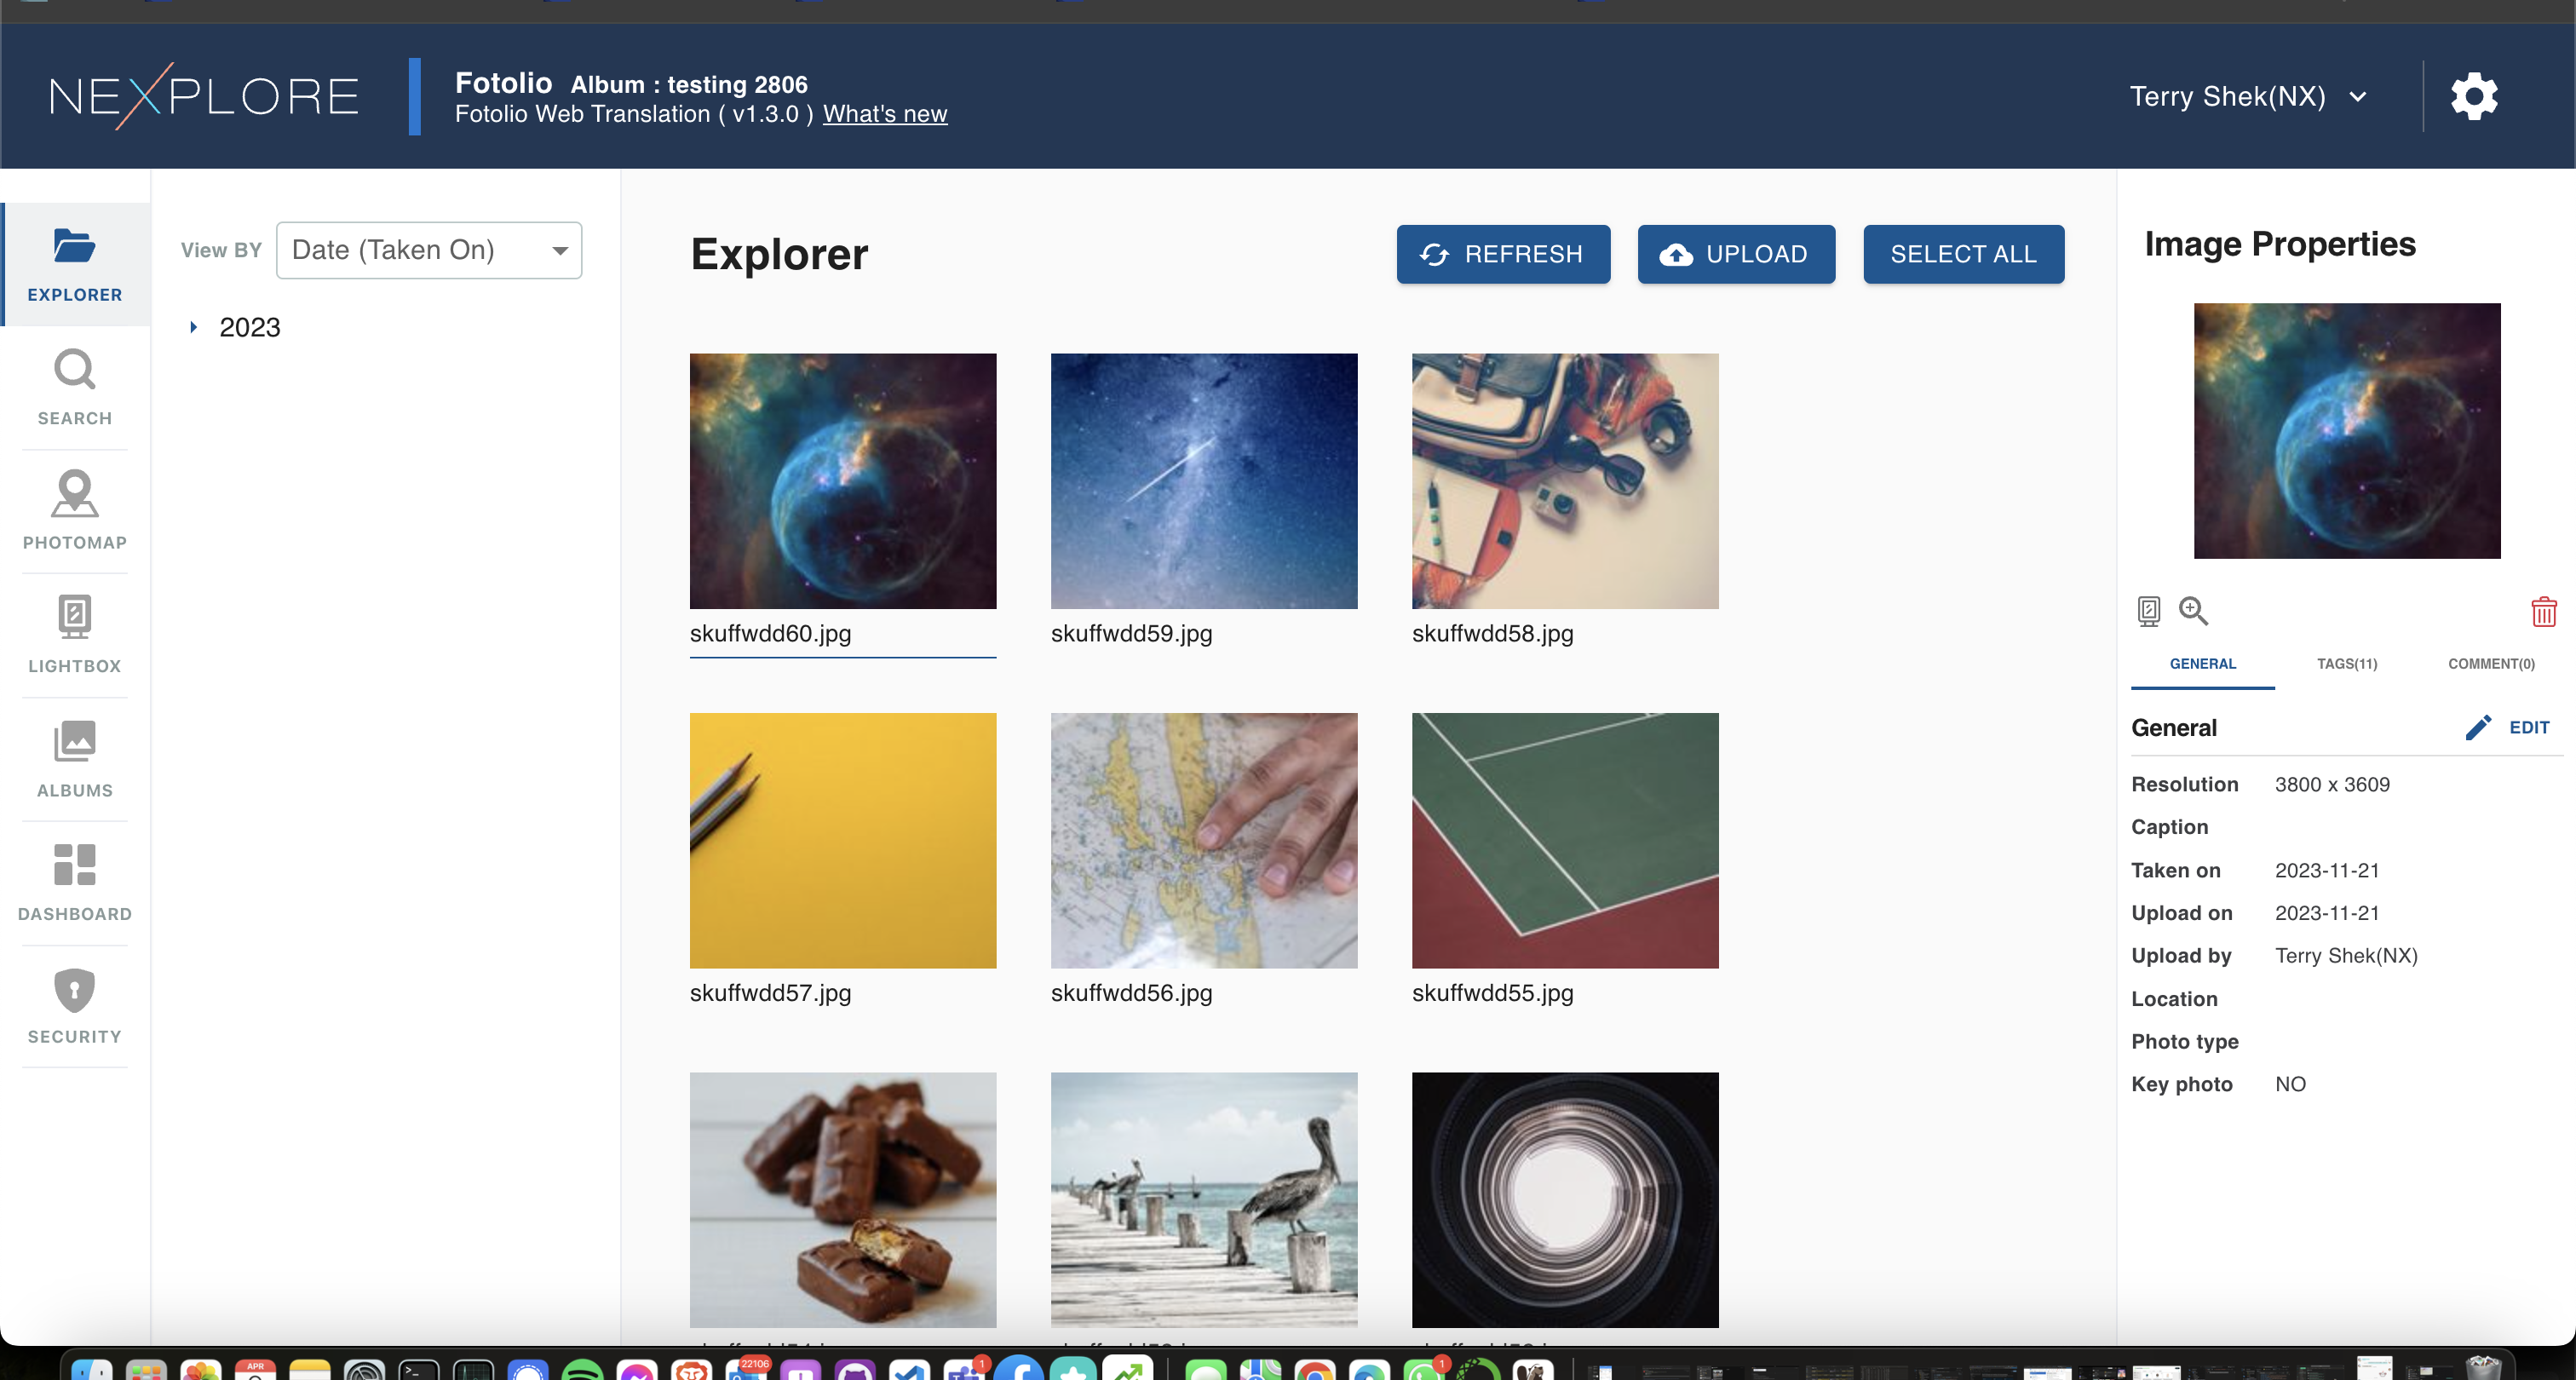 NEXPLORE
Fotolio Album : testing 2806
Fotolio Web Translation ( v1.3.0 ) What's new
Terry Shek(NX)
EXPLORER
SEARCH
PHOTOMAP
LIGHTBOX
ALBUMS
DASHBOARD
SECURITY
View BY Date (Taken On)
2023
Explorer
REFRESH
UPLOAD
SELECT ALL
skuffwdd60.jpg
skuffwdd59.jpg
skuffwdd58.jpg
skuffwdd57.jpg
skuffwdd56.jpg
skuffwdd55.jpg
Image Properties
GENERAL
TAGS(11)
COMMENT(0)
General
EDIT
Resolution 3800 x 3609
Caption
Taken on 2023-11-21
Upload on 2023-11-21
Upload by Terry Shek(NX)
Location
Photo type
Key photo NO
APR
22106
1
1